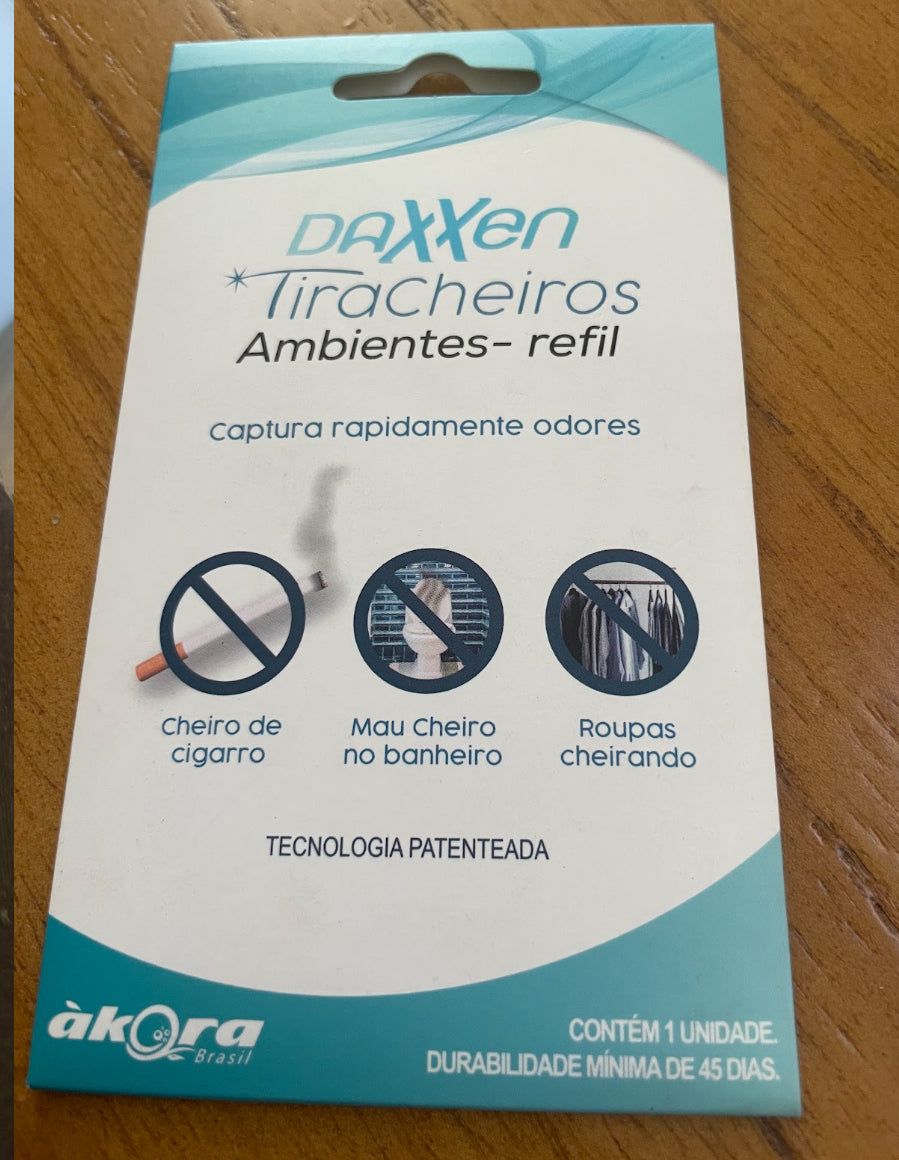 DAXXEN
TiraCheiros
Ambientes- refil
captura rapidamente odores
Cheiro de
cigarro
Mau Cheiro
no banheiro
Roupas
cheirando
TECNOLOGIA PATENTEADA
àkora
Brasil
CONTÉM 1 UNIDADE.
DURABILIDADE MÍNIMA DE 45 DIAS.